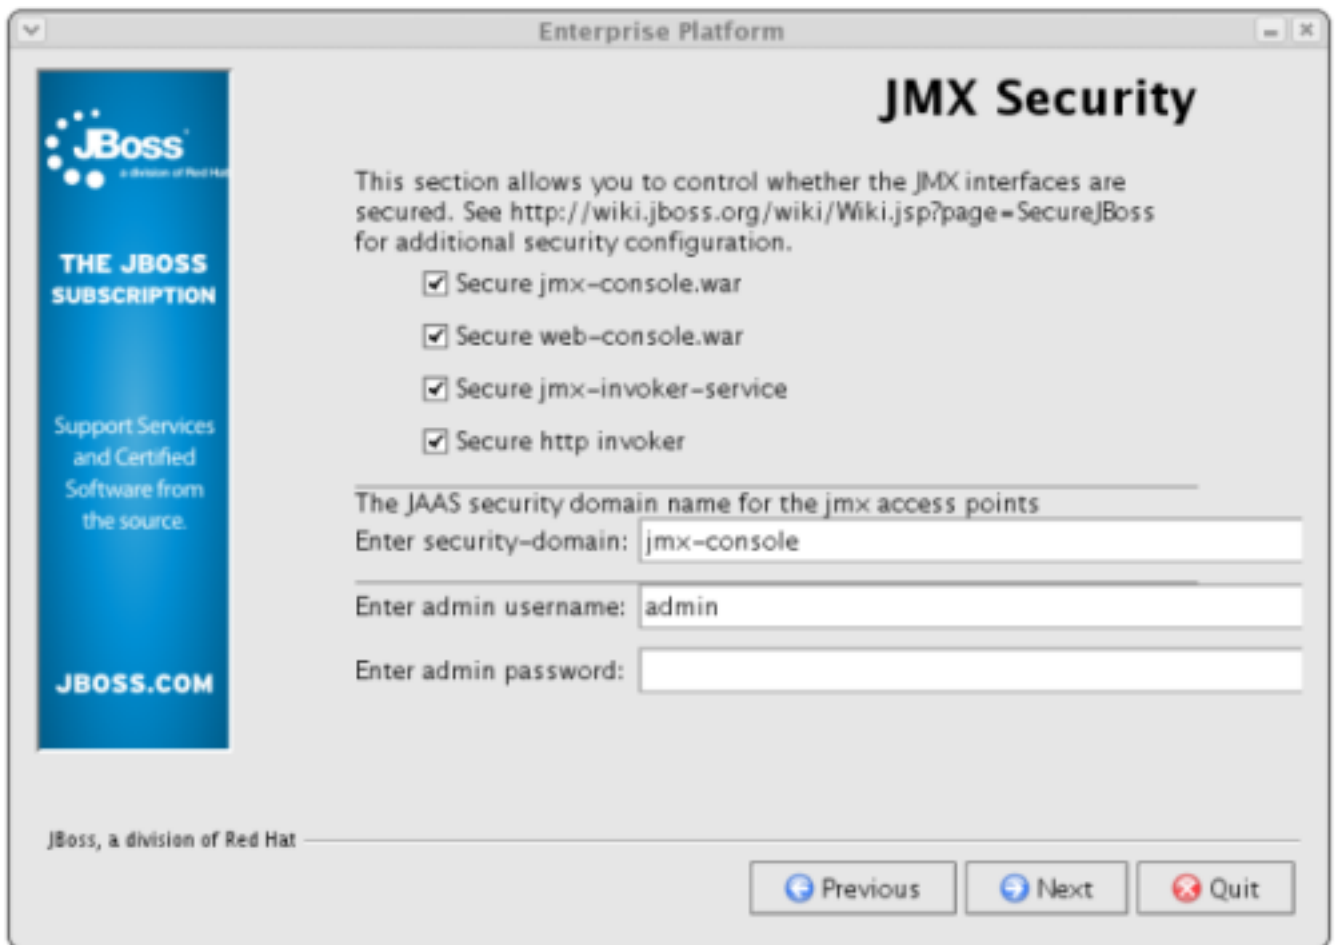 Enterprise Platform
JBoss
a division of Red Hat
THE JBOSS
SUBSCRIPTION
Support Services
and Certified
Software from
the source.
JBOSS.COM
JMX Security
This section allows you to control whether the JMX interfaces are
secured. See http://wiki.jboss.org/wiki/Wiki.jsp?page=SecureJBoss
for additional security configuration.
Secure jmx-console.war
Secure web-console.war
Secure jmx-invoker-service
Secure http invoker
The JAAS security domain name for the jmx access points
Enter security-domain: jmx-console
Enter admin username: admin
Enter admin password:
JBoss, a division of Red Hat
Previous Next Quit